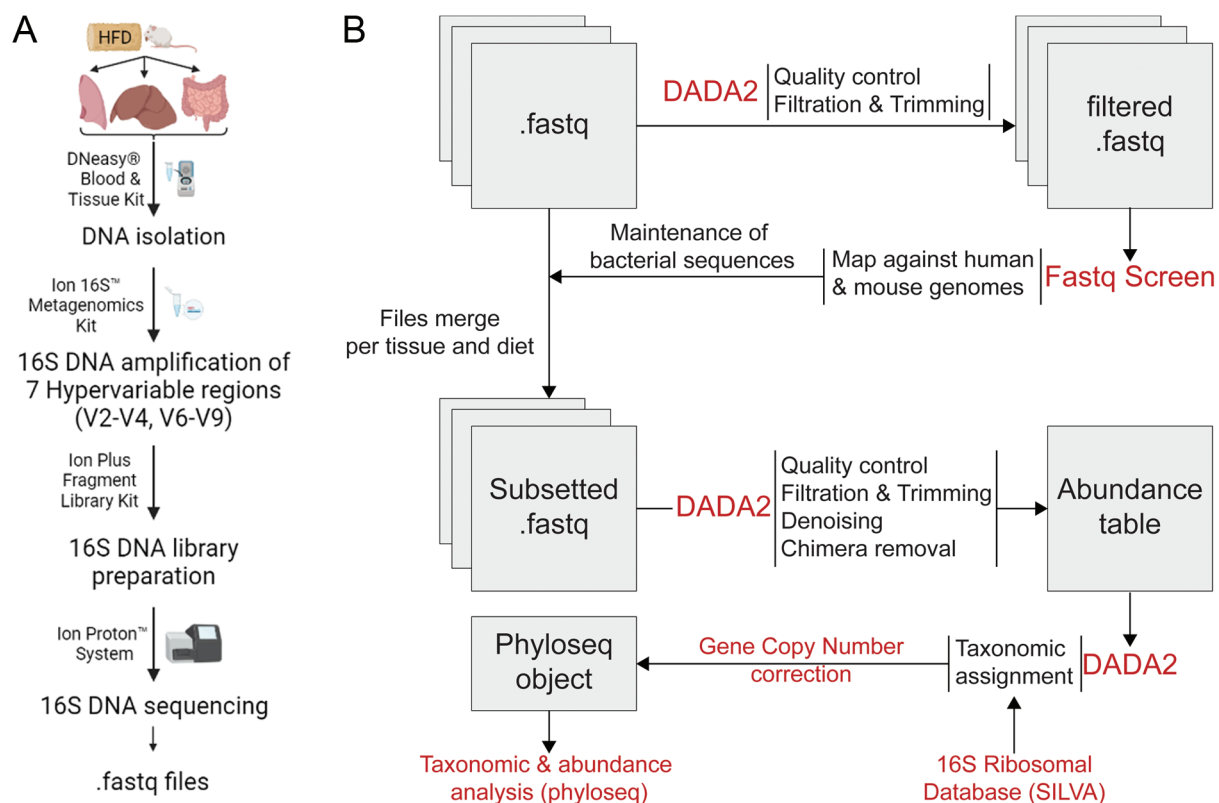 A
HFD
DNeasy®
Blood &
Tissue Kit
DNA isolation
Ion 16S™
Metagenomics
Kit
16S DNA amplification of
7 Hypervariable regions
(V2-V4, V6-V9)
Ion Plus
Fragment
Library Kit
16S DNA library
preparation
Ion Proton™
System
16S DNA sequencing
.fastq files
B
.fastq
DADA2
Quality control
Filtration & Trimming
filtered
.fastq
Fastq Screen
Map against human
& mouse genomes
Maintenance of
bacterial sequences
Files merge
per tissue and diet
Subsetted
.fastq
DADA2
Quality control
Filtration & Trimming
Denoising
Chimera removal
Abundance
table
DADA2
Taxonomic
assignment
16S Ribosomal
Database (SILVA)
Gene Copy Number
correction
Phyloseq
object
Taxonomic & abundance
analysis (phyloseq)